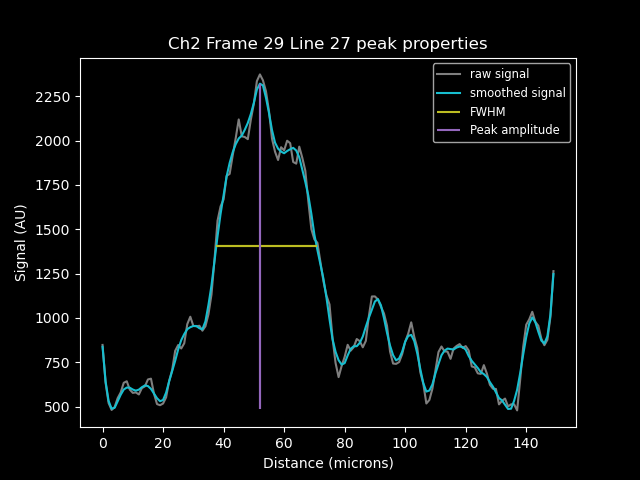 Ch2 Frame 29 Line 27 peak properties
raw signal
smoothed signal
FWHM
Peak amplitude
Signal (AU)
2250
2000
1750
1500
1250
1000
750
500
0 20 40 60 80 100 120 140
Distance (microns)